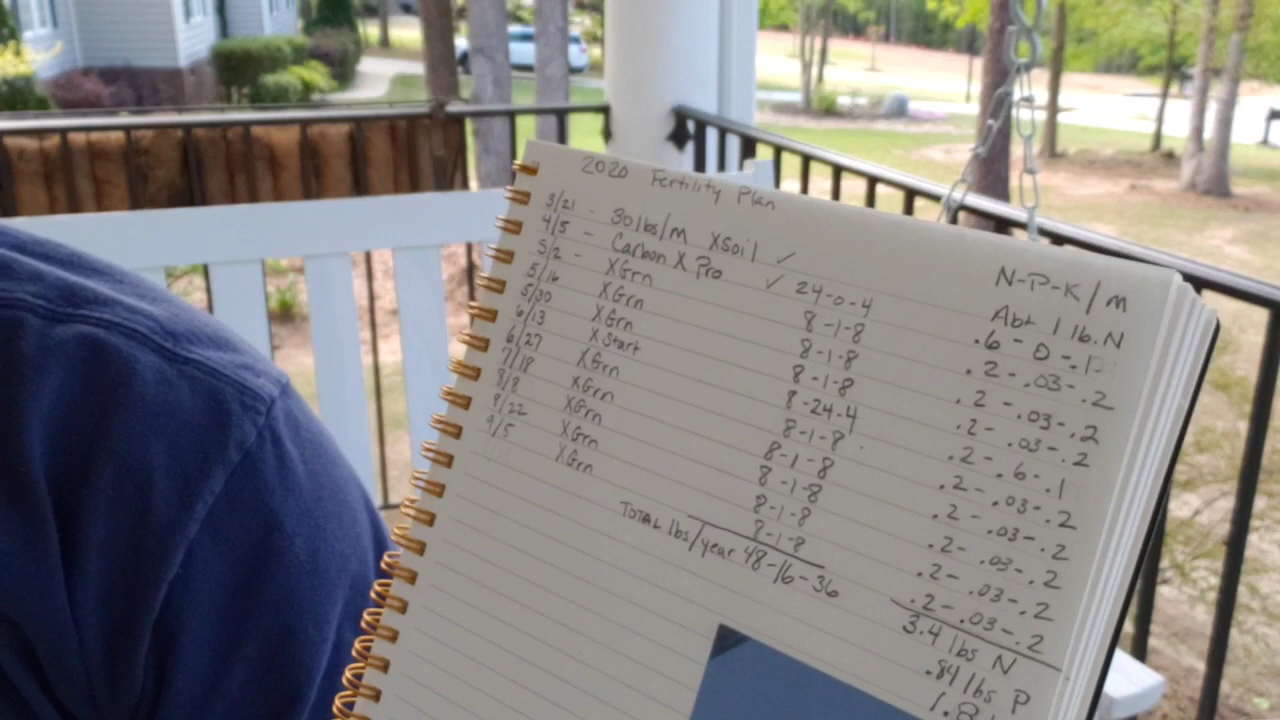 2020 Fertility Plan
N-P-K/m
3/21 - 30lbs/m XSoil ✓ Abt 1 lb. N
4/5 - Carbon X Pro ✓ 24-0-4 .6 - 0 - .1
5/2 - XGrn 8-1-8 .2 - .03 - .2
5/16 XGrn 8-1-8 .2 - .03 - .2
5/30 XGrn 8-1-8 .2 - .03 - .2
6/13 XStart 8-24-4 .2 - .6 - .1
6/27 XGrn 8-1-8 .2 - .03 - .2
7/18 XGrn 8-1-8 .2 - .03 - .2
8/8 XGrn 8-1-8 .2 - .03 - .2
8/22 XGrn 8-1-8 .2 - .03 - .2
9/5 XGrn 8-1-8 .2 - .03 - .2
TOTAL lbs/year 48-16-36 3.4 lbs N
.84 lbs P